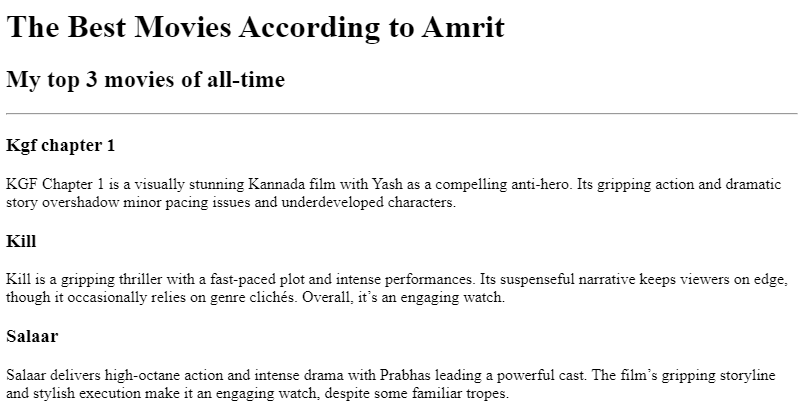 The Best Movies According to Amrit
My top 3 movies of all-time
Kgf chapter 1
KGF Chapter 1 is a visually stunning Kannada film with Yash as a compelling anti-hero. Its gripping action and dramatic
story overshadow minor pacing issues and underdeveloped characters.
Kill
Kill is a gripping thriller with a fast-paced plot and intense performances. Its suspenseful narrative keeps viewers on edge,
though it occasionally relies on genre clichés. Overall, it’s an engaging watch.
Salaar
Salaar delivers high-octane action and intense drama with Prabhas leading a powerful cast. The film’s gripping storyline
and stylish execution make it an engaging watch, despite some familiar tropes.